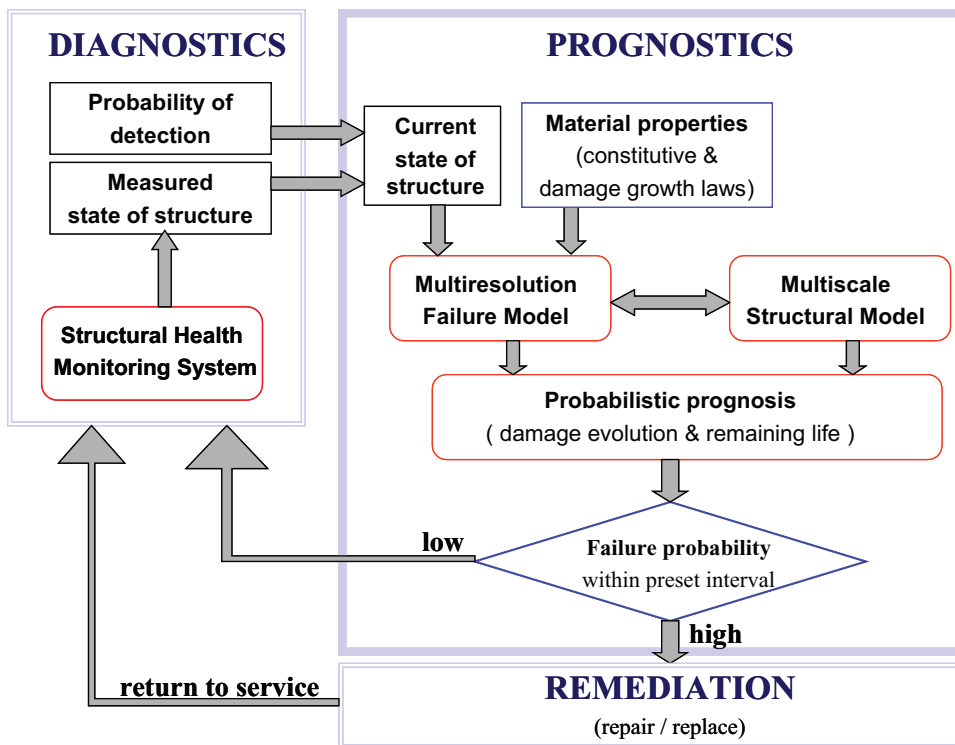 DIAGNOSTICS
Probability of
detection
Measured
state of structure
Structural Health
Monitoring System
PROGNOSTICS
Current
state of
structure
Material properties
(constitutive &
damage growth laws)
Multiresolution
Failure Model
Multiscale
Structural Model
Probabilistic prognosis
( damage evolution & remaining life )
low
Failure probability
within preset interval
high
return to service
REMEDIATION
(repair / replace)